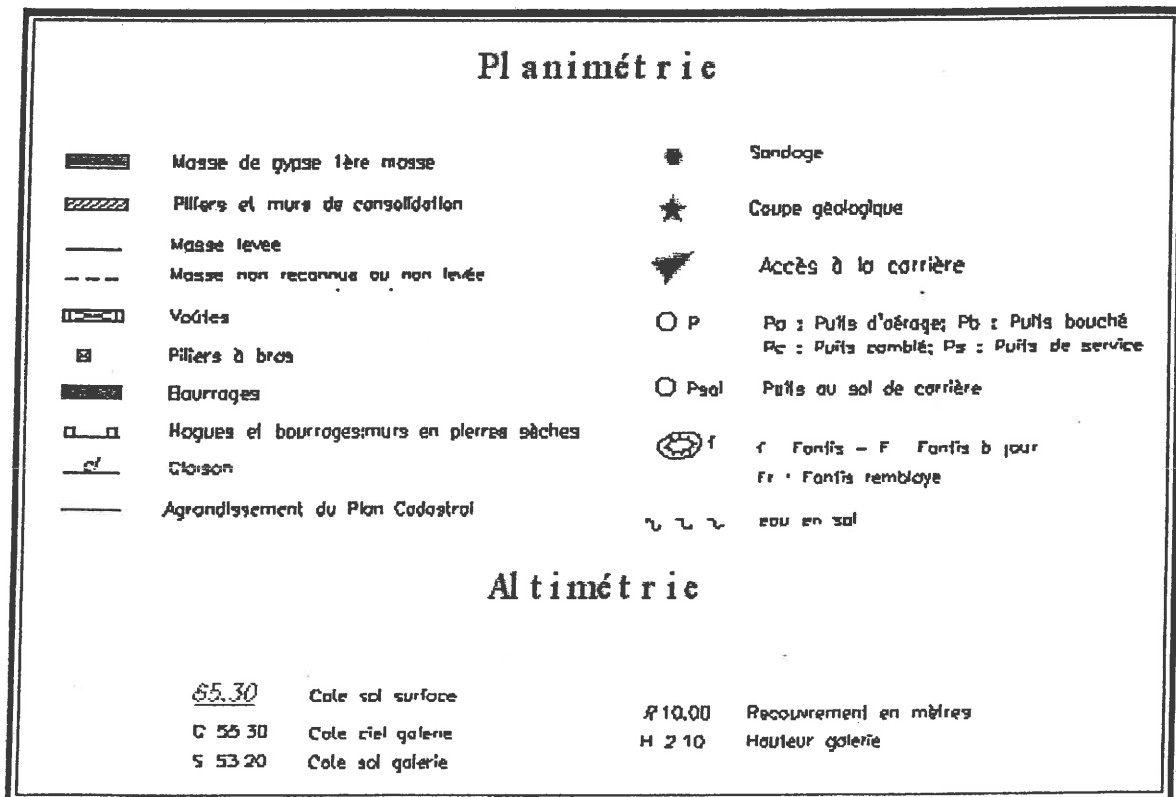 Planimétrie
Masse de gypse 1ère masse
Piliers et murs de consolidation
Masse levee
Masse non reconnue ou non levée
Voûtes
Piliers à bras
Bourrages
Hagues et bourrages:murs en pierres sèches
cl Cloison
Agrandissement du Plan Cadastral
Sondage
Coupe géologique
Accès à la carrière
P Pa : Puits d'aérage; Pb : Puits bouché
Pc : Puits comblé; Ps : Puits de service
Psol Puits au sol de carrière
f f Fontis - F Fontis à jour
Fr : Fontis remblaye
eau en sol
Altimétrie
65.30 Cote sol surface
C 55 30 Cote ciel galerie
S 53 20 Cote sol galerie
R 10.00 Recouvrement en mètres
H 2 10 Hauteur galerie